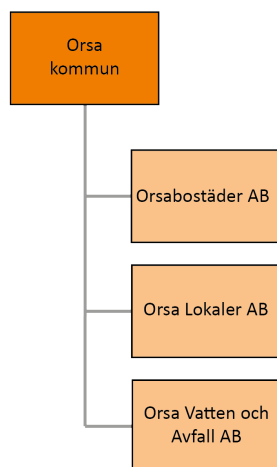 Orsa
kommun
Orsabostäder AB
Orsa Lokaler AB
Orsa Vatten och
Avfall AB